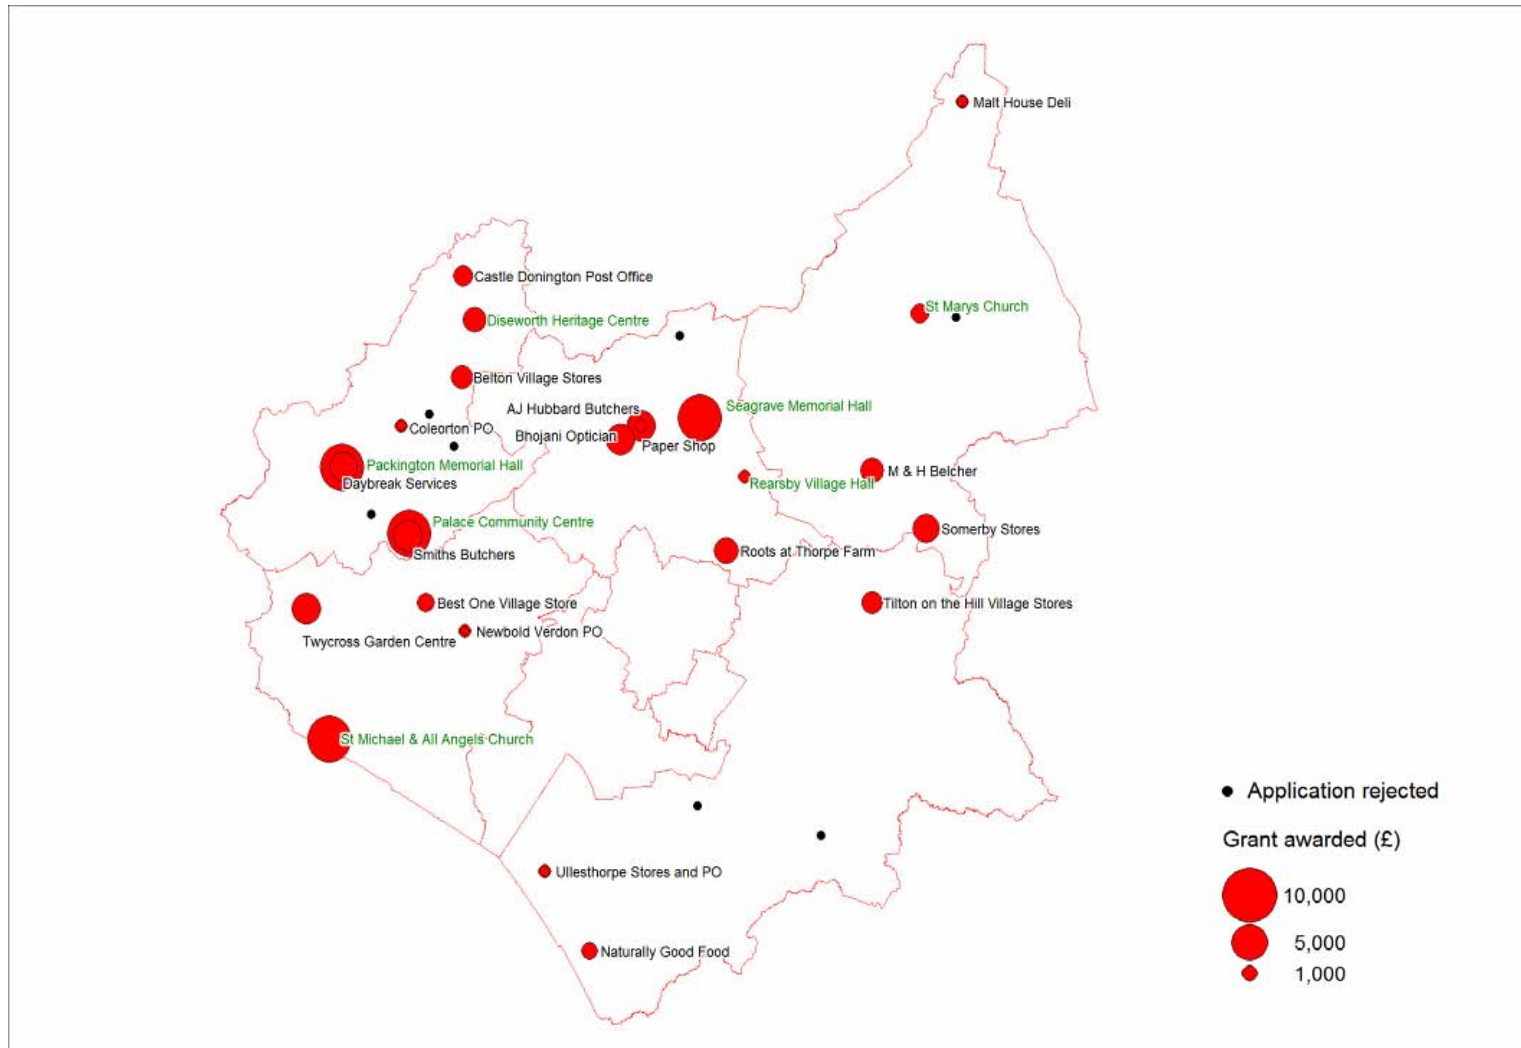 Malt House Deli
Castle Donington Post Office
St Marys Church
Diseworth Heritage Centre
Belton Village Stores
AJ Hubbard Butchers
Seagrave Memorial Hall
Coleorton PO
Bhojani Optician
Paper Shop
Packington Memorial Hall
M & H Belcher
Daybreak Services
Rearsby Village Hall
Palace Community Centre
Somerby Stores
Smiths Butchers
Roots at Thorpe Farm
Best One Village Store
Tilton on the Hill Village Stores
Newbold Verdon PO
Twycross Garden Centre
St Michael & All Angels Church
Application rejected
Grant awarded (£)
Ullesthorpe Stores and PO
10,000
5,000
Naturally Good Food
1,000